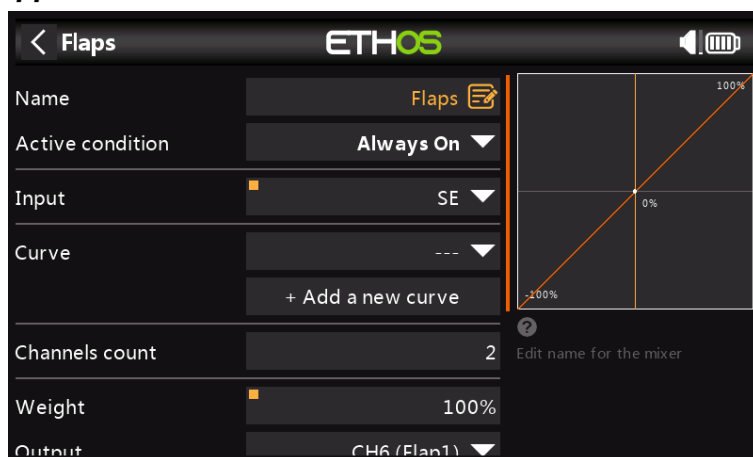 Flaps
ETHOS
Name
Flaps
Active condition
Always On
Input
SE
Curve
---
+ Add a new curve
Channels count
2
Weight
100%
Output
CH6 (Flap1)
100%
0%
-100%
?
Edit name for the mixer